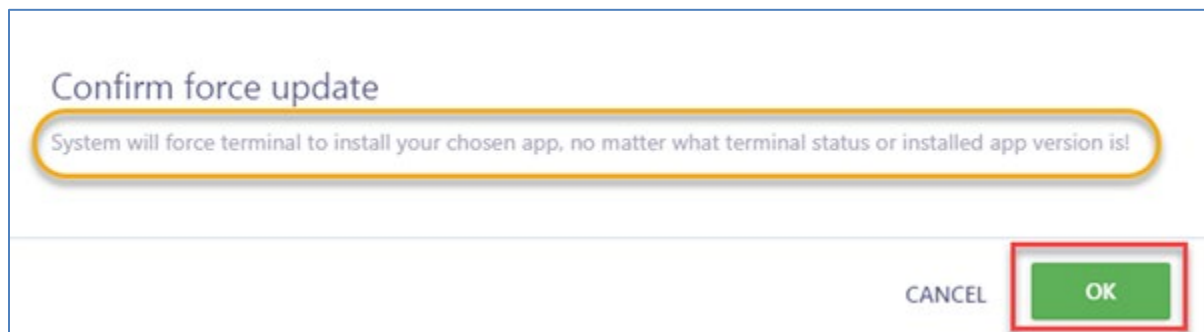 Confirm force update
System will force terminal to install your chosen app, no matter what terminal status or installed app version is!
CANCEL OK